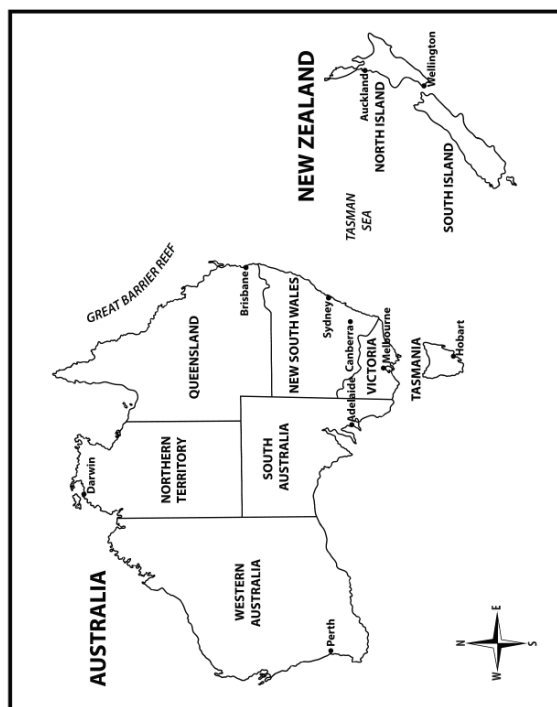 AUSTRALIA
Darwin
GREAT BARRIER REEF
NORTHERN
TERRITORY
QUEENSLAND
WESTERN
AUSTRALIA
SOUTH
AUSTRALIA
Brisbane
NEW SOUTH WALES
Perth
Sydney
Adelaide
Canberra
VICTORIA
Melbourne
TASMANIA
Hobart
NEW ZEALAND
TASMAN
SEA
Auckland
NORTH ISLAND
Wellington
SOUTH ISLAND
N
W
E
S